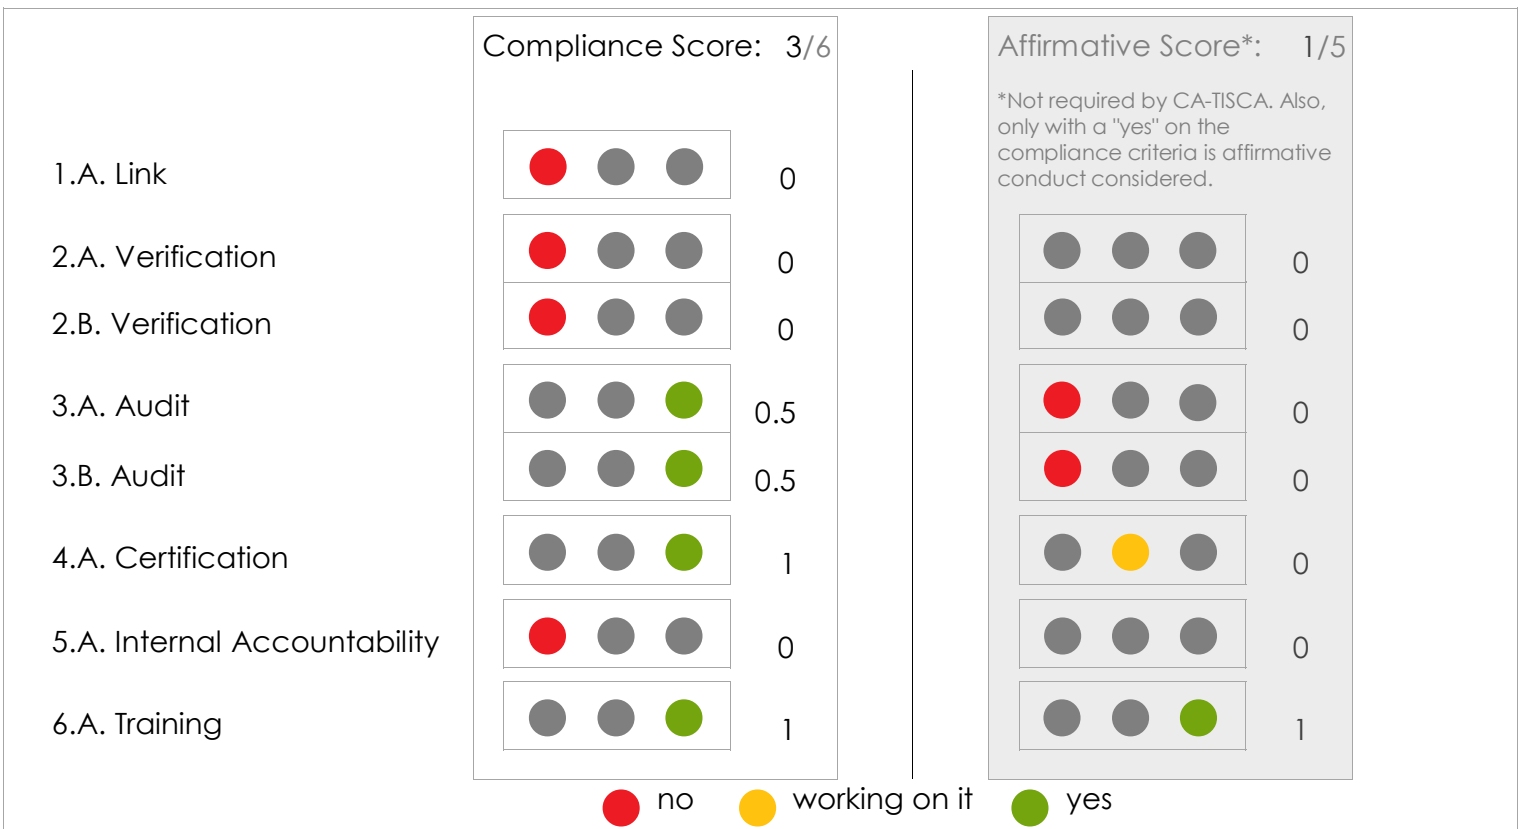 Compliance Score: 3/6
Affirmative Score*: 1/5
*Not required by CA-TISCA. Also,
only with a "yes" on the
compliance criteria is affirmative
conduct considered.
1.A. Link 0
2.A. Verification 0 0
2.B. Verification 0 0
3.A. Audit 0.5 0
3.B. Audit 0.5 0
4.A. Certification 1 0
5.A. Internal Accountability 0 0
6.A. Training 1 1
no working on it yes